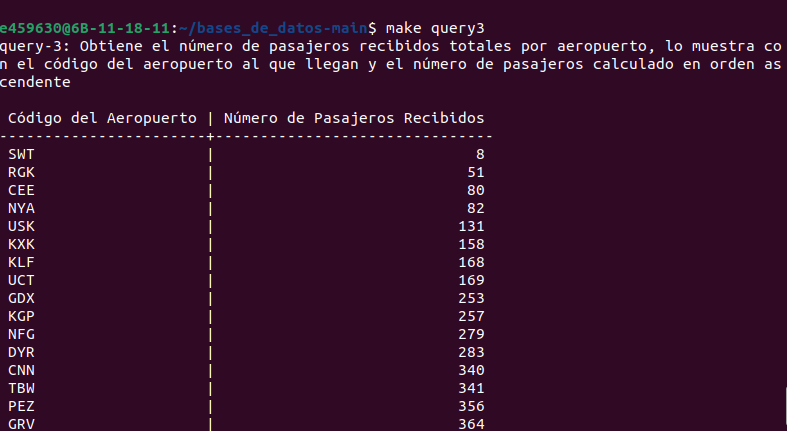 e459630@6B-11-18-11:~/bases_de_datos-main$ make query3
query-3: Obtiene el número de pasajeros recibidos totales por aeropuerto, lo muestra co
n el código del aeropuerto al que llegan y el número de pasajeros calculado en orden as
cendente
Código del Aeropuerto | Número de Pasajeros Recibidos
-----------------------+-------------------------------
SWT | 8
RGK | 51
CEE | 80
NYA | 82
USK | 131
KXK | 158
KLF | 168
UCT | 169
GDX | 253
KGP | 257
NFG | 279
DYR | 283
CNN | 340
TBW | 341
PEZ | 356
GRV | 364